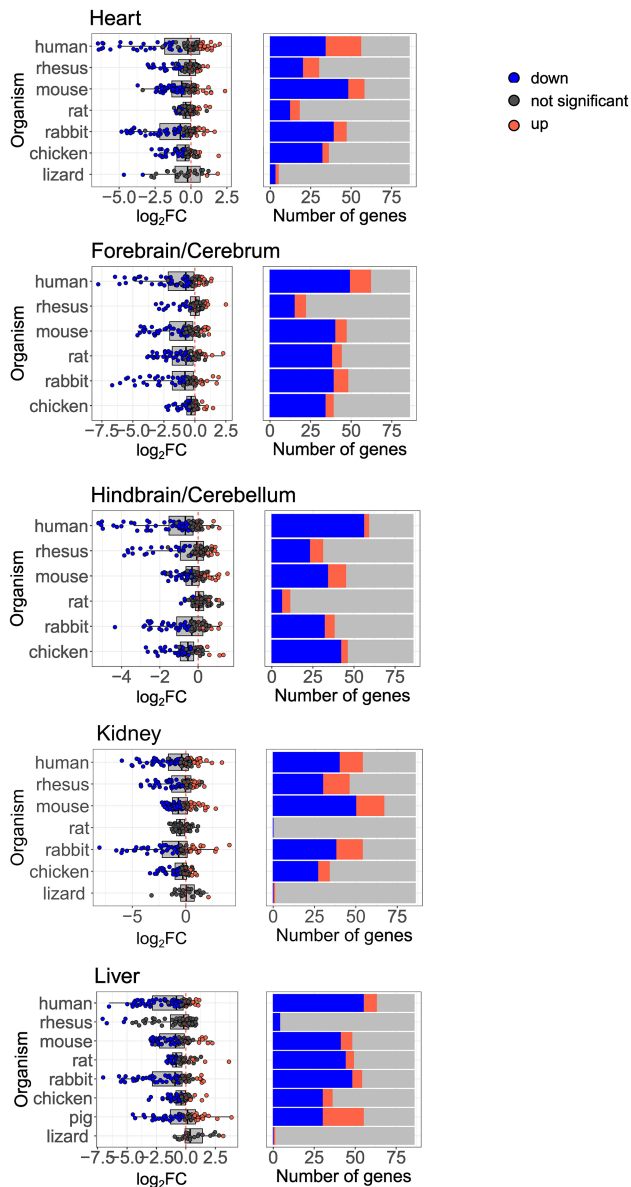 Heart
Organism
human
rhesus
mouse
rat
rabbit
chicken
lizard
−5.0 −2.5 0.0 2.5
log₂FC
0 25 50 75
Number of genes
down
not significant
up
Forebrain/Cerebrum
Organism
human
rhesus
mouse
rat
rabbit
chicken
−7.5 −5.0 −2.5 0.0 2.5
log₂FC
0 25 50 75
Number of genes
Hindbrain/Cerebellum
Organism
human
rhesus
mouse
rat
rabbit
chicken
−4 −2 0
log₂FC
0 25 50 75
Number of genes
Kidney
Organism
human
rhesus
mouse
rat
rabbit
chicken
lizard
−5 0
log₂FC
0 25 50 75
Number of genes
Liver
Organism
human
rhesus
mouse
rat
rabbit
chicken
pig
lizard
−7.5 −5.0 −2.5 0.0 2.5
log₂FC
0 25 50 75
Number of genes